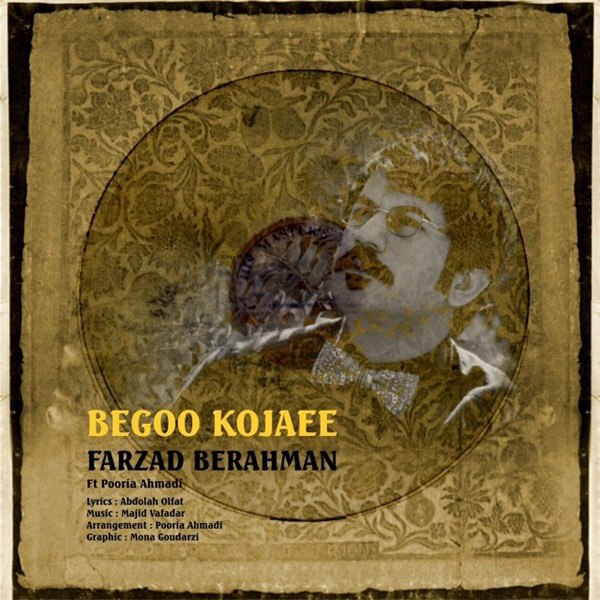 BEGOO KOJAEE
FARZAD BERAHMAN
Ft Pooria Ahmadi
Lyrics : Abdolah Olfat
Music : Majid Vafadar
Arrangement : Pooria Ahmadi
Graphic : Mona Goudarzi